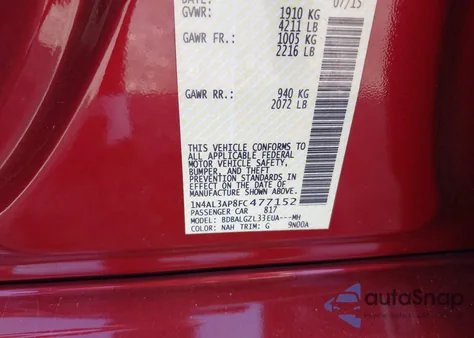 DATE: 07/15
GVWR: 1910 KG
4211 LB
GAWR FR.: 1005 KG
2216 LB
GAWR RR.: 940 KG
2072 LB
THIS VEHICLE CONFORMS TO
ALL APPLICABLE FEDERAL
MOTOR VEHICLE SAFETY,
BUMPER, AND THEFT
PREVENTION STANDARDS
IN EFFECT ON THE DATE OF
MANUFACTURE SHOWN ABOVE.
1N4AL3AP8FC477152
PASSENGER CAR 817
MODEL: BDBALGZL33EUA---MH
COLOR: NAH TRIM: G 9N00A
autoSnap